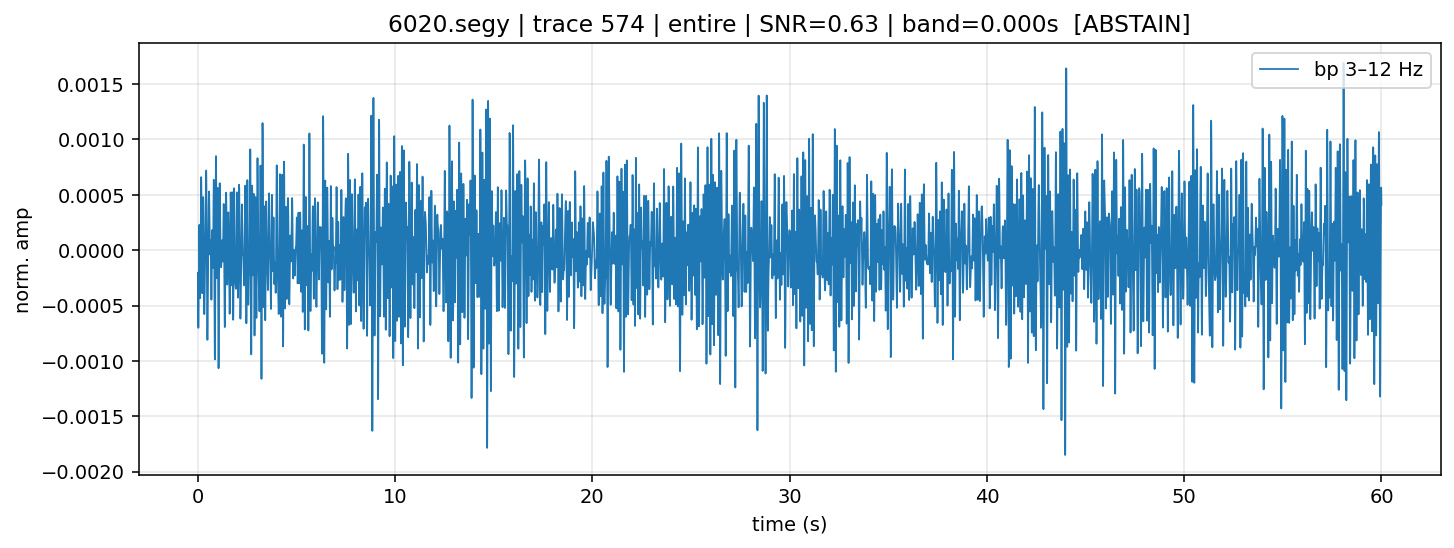 6020.segy | trace 574 | entire | SNR=0.63 | band=0.000s  [ABSTAIN]
bp 3–12 Hz
norm. amp
0.0015
0.0010
0.0005
0.0000
−0.0005
−0.0010
−0.0015
−0.0020
0 10 20 30 40 50 60
time (s)